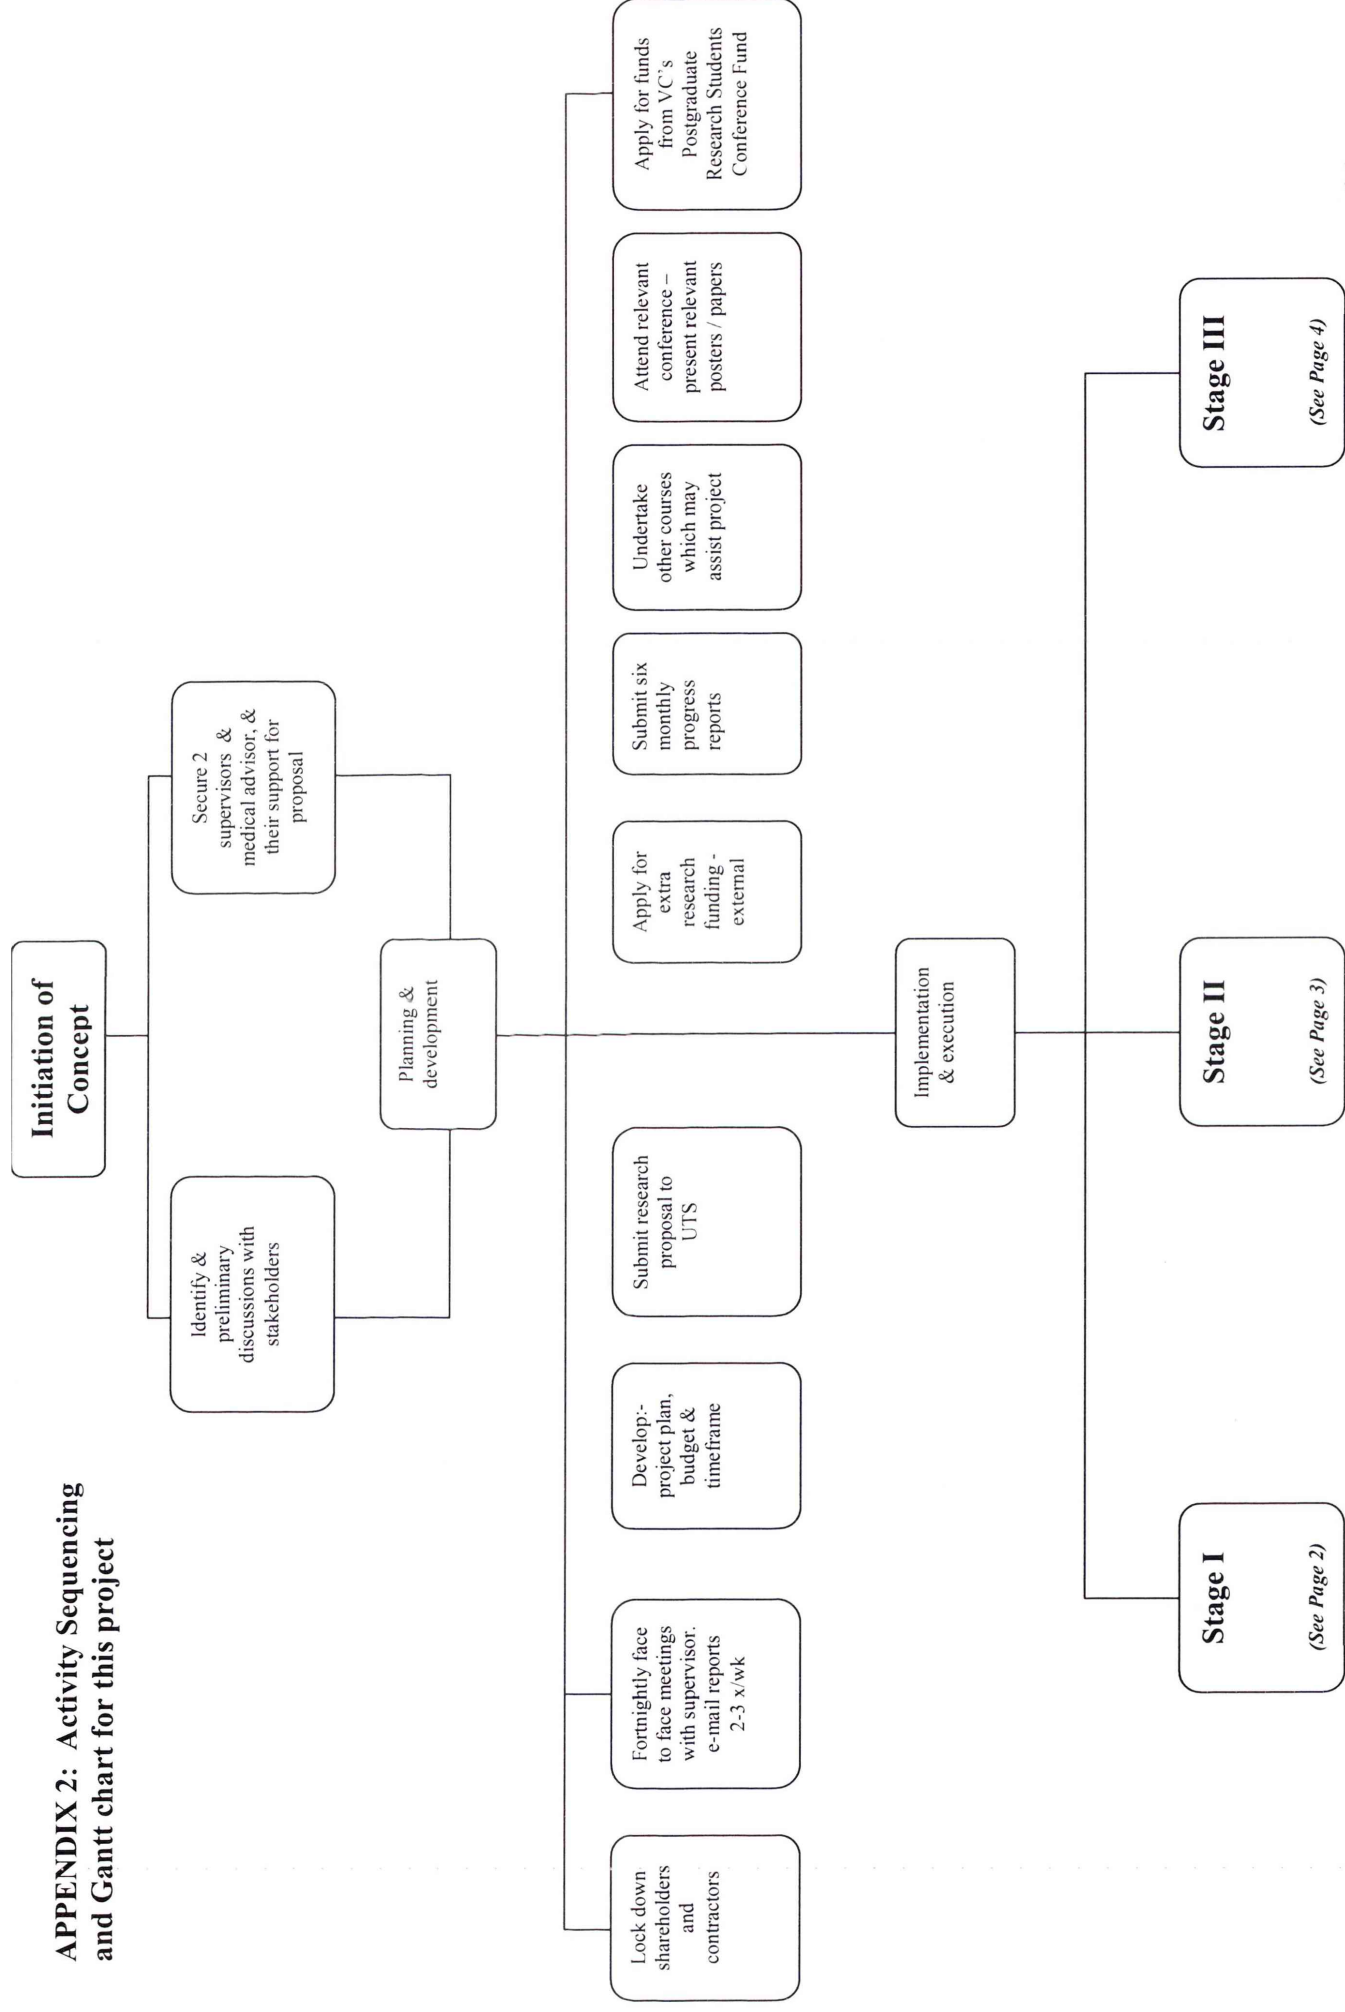 APPENDIX 2: Activity Sequencing
and Gantt chart for this project
Initiation of
Concept
Identify &
preliminary
discussions with
stakeholders
Secure 2
supervisors &
medical advisor, &
their support for
proposal
Planning &
development
Lock down
shareholders
and
contractors
Fortnightly face
to face meetings
with supervisor.
e-mail reports
2-3 x/wk
Develop:-
project plan,
budget &
timeframe
Submit research
proposal to
UTS
Apply for
extra
research
funding -
external
Submit six
monthly
progress
reports
Undertake
other courses
which may
assist project
Attend relevant
conference –
present relevant
posters / papers
Apply for funds
from VC's
Postgraduate
Research Students
Conference Fund
Implementation
& execution
Stage I
(See Page 2)
Stage II
(See Page 3)
Stage III
(See Page 4)